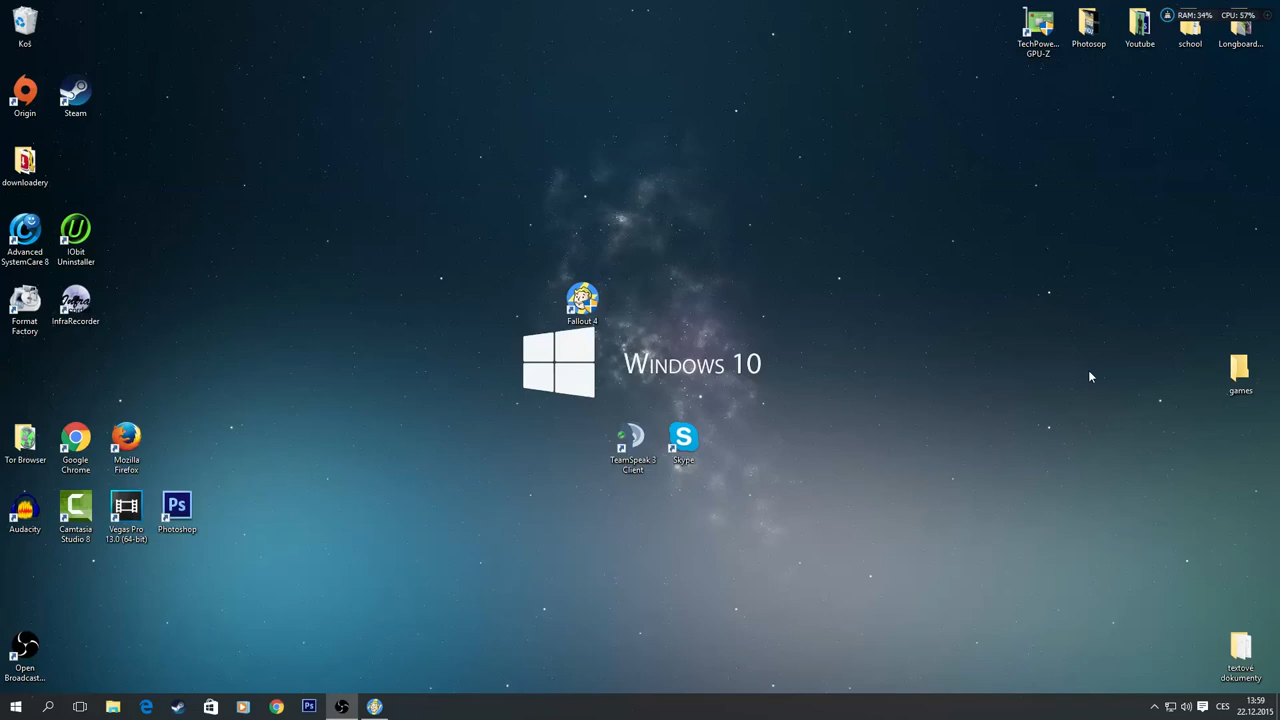 RAM: 34%
CPU: 57%
Koš
TechPowe...
GPU-Z
Photosop
Youtube
school
Longboard...
Origin
Steam
downloadery
Advanced
SystemCare 8
IObit
Uninstaller
Format
Factory
InfraRecorder
Infra
Fallout 4
WINDOWS 10
games
Tor Browser
Google
Chrome
Mozilla
Firefox
TeamSpeak 3
Client
Skype
Audacity
Camtasia
Studio 8
Vegas Pro
13.0 (64-bit)
Ps
Photoshop
Open
Broadcast...
textové
dokumenty
Ps
CES
13:59
22.12.2015